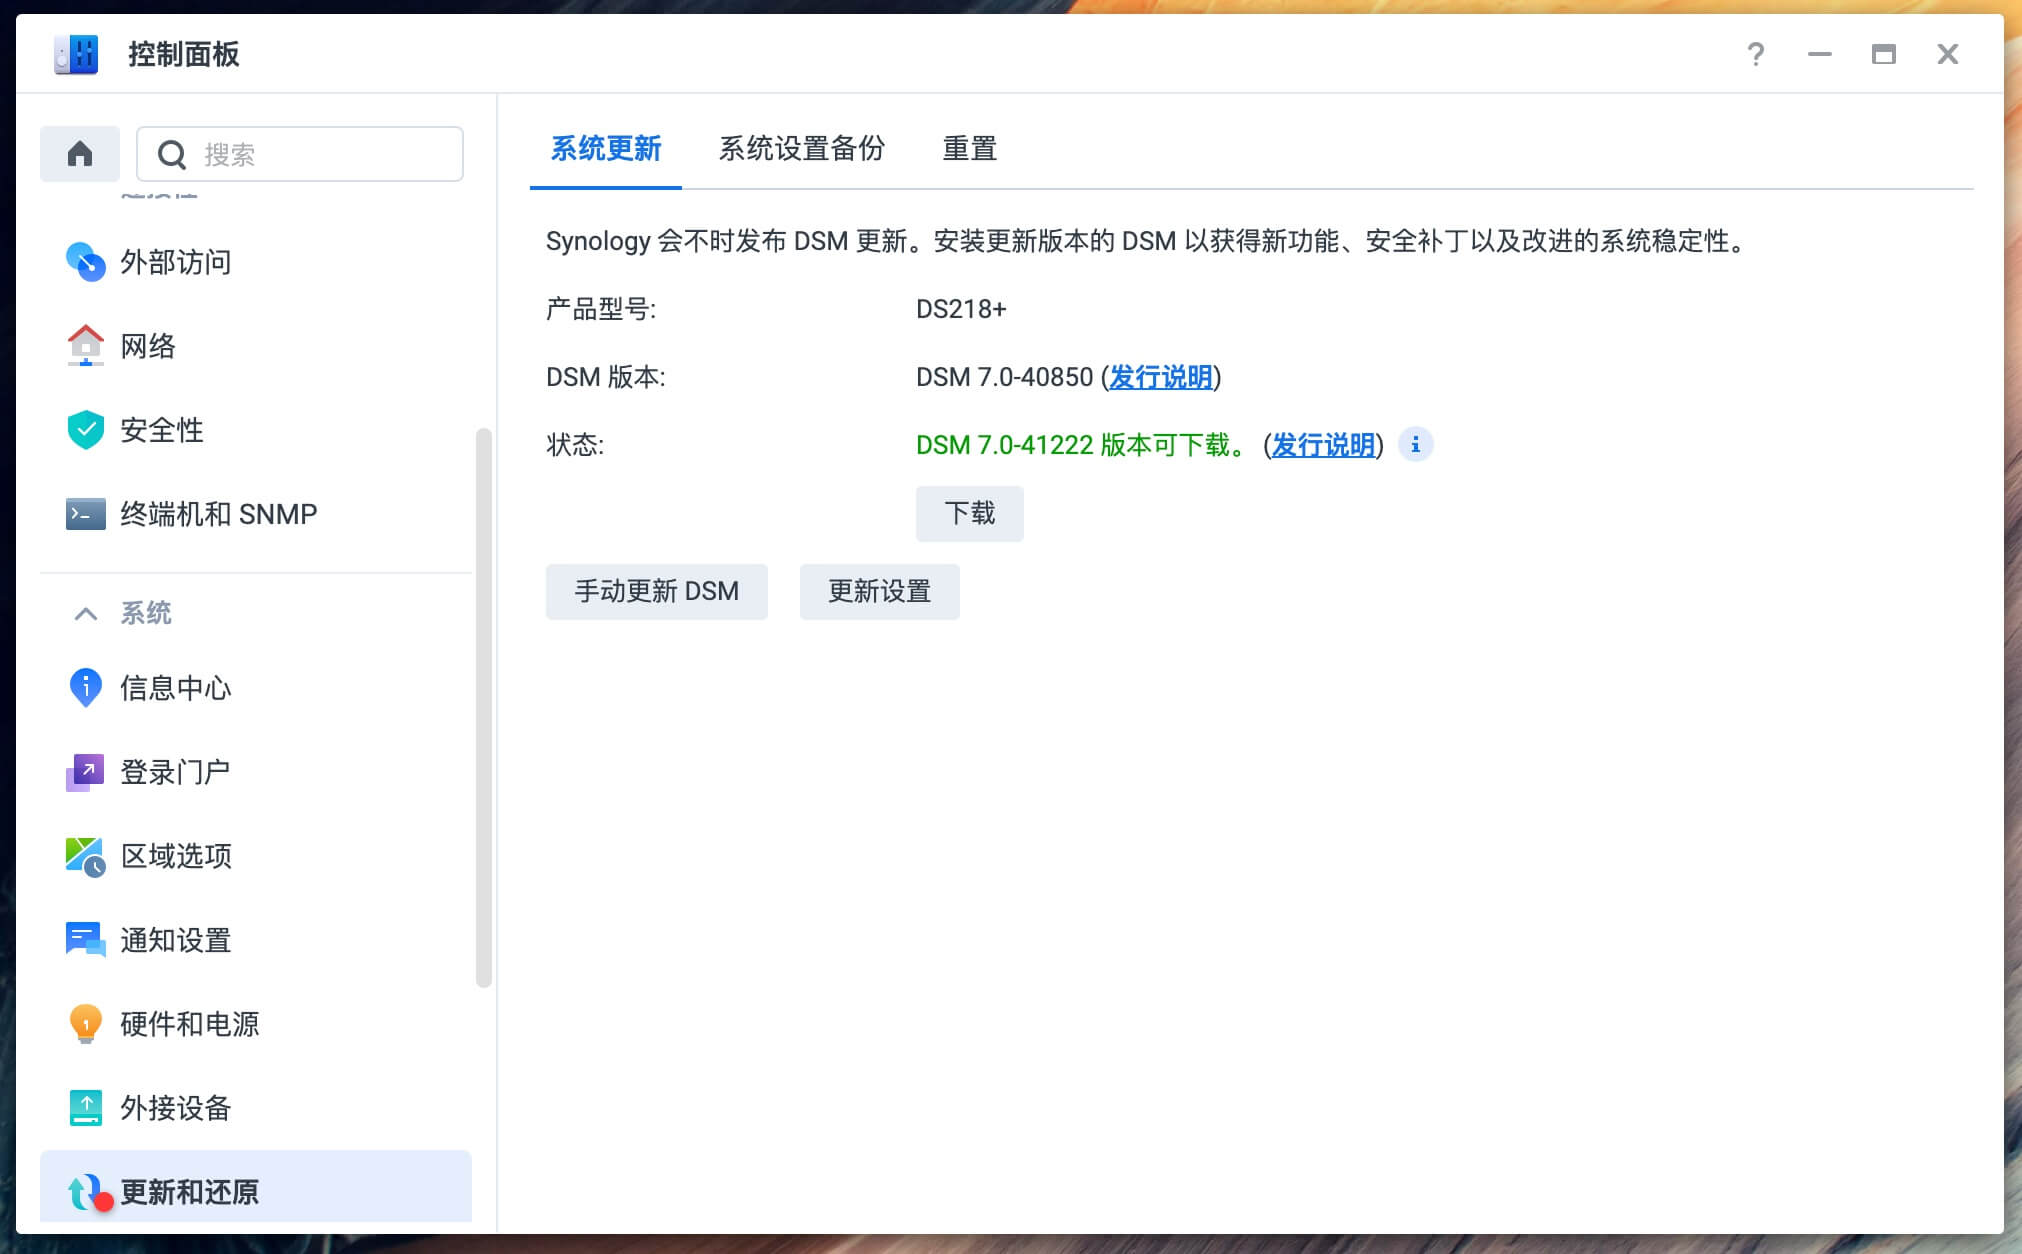 控制面板
搜索
外部访问
网络
安全性
终端机和 SNMP
系统
信息中心
登录门户
区域选项
通知设置
硬件和电源
外接设备
更新和还原
系统更新 系统设置备份 重置
Synology 会不时发布 DSM 更新。安装更新版本的 DSM 以获得新功能、安全补丁以及改进的系统稳定性。
产品型号: DS218+
DSM 版本: DSM 7.0-40850 (发行说明)
状态: DSM 7.0-41222 版本可下载。 (发行说明)
下载
手动更新 DSM 更新设置